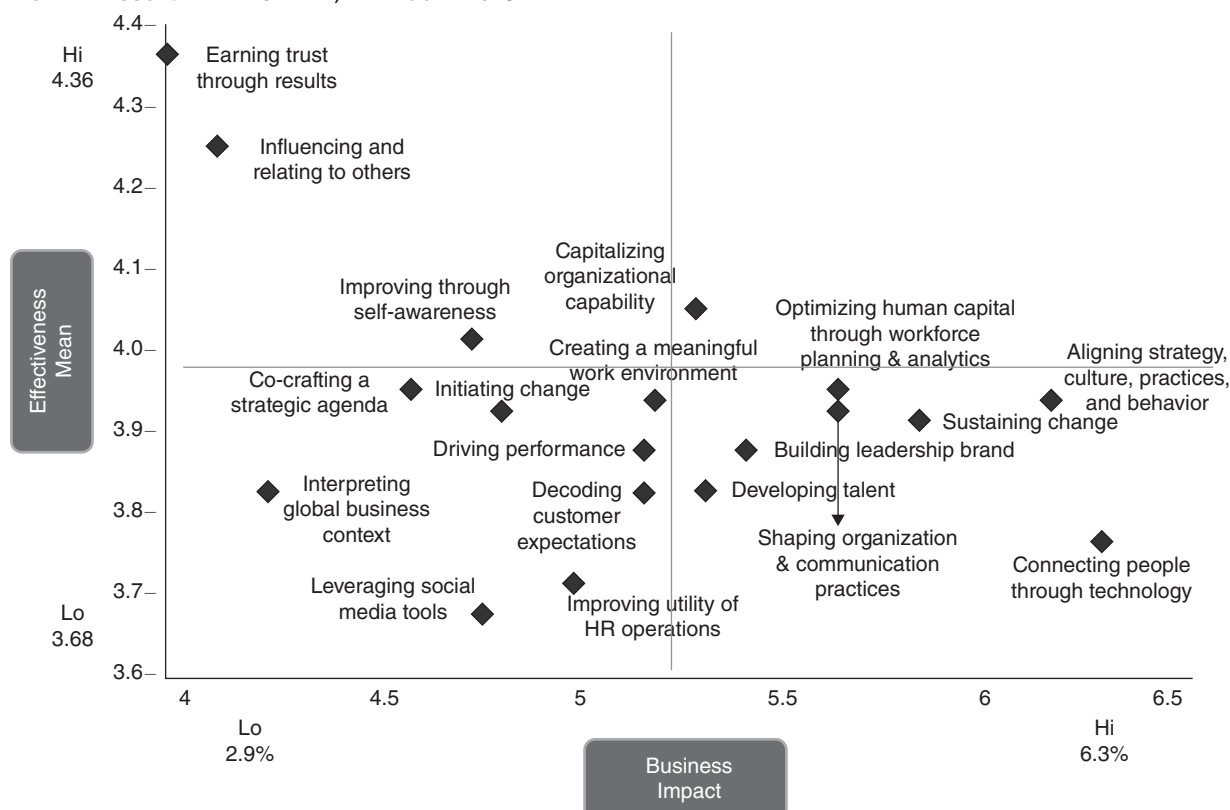 4.4
Hi
4.36
Earning trust
through results
4.3
Influencing and
relating to others
4.2
Capitalizing
organizational
capability
4.1
Improving through
self-awareness
Optimizing human capital
through workforce
planning & analytics
4.0
Creating a meaningful
work environment
Aligning strategy,
culture, practices,
and behavior
Effectiveness
Mean
Co-crafting a
strategic agenda
Initiating change
3.9
Sustaining change
Driving performance
Building leadership brand
Interpreting
global business
context
Decoding
customer
expectations
Developing talent
3.8
Shaping organization
& communication
practices
Connecting people
through technology
3.7
Leveraging social
media tools
Improving utility of
HR operations
Lo
3.68
3.6
4
4.5
5
5.5
6
6.5
Lo
2.9%
Hi
6.3%
Business
Impact